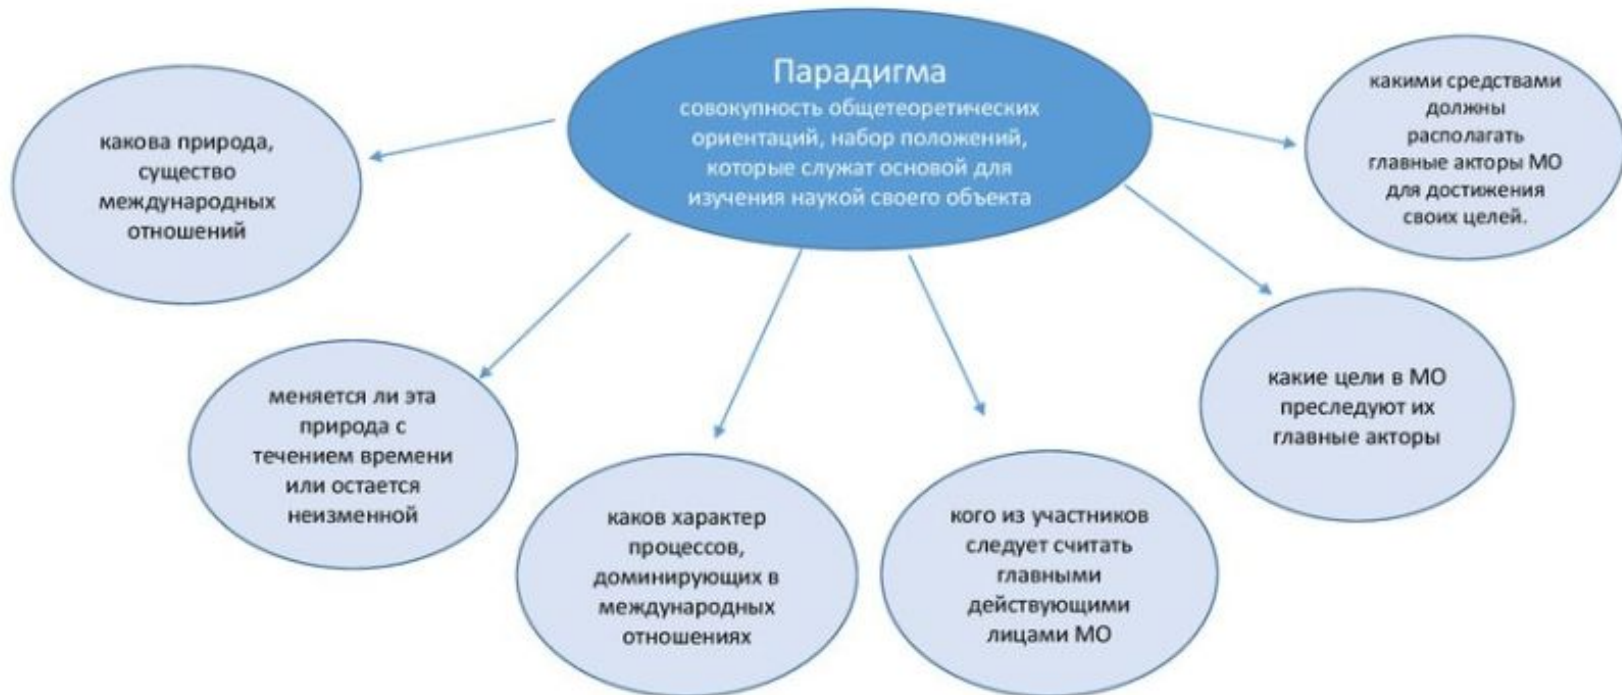 Парадигма
совокупность общетеоретических
ориентаций, набор положений,
которые служат основой для
изучения наукой своего объекта
какова природа,
существо
международных
отношений
меняется ли эта
природа с
течением времени
или остается
неизменной
каков характер
процессов,
доминирующих в
международных
отношениях
кого из участников
следует считать
главными
действующими
лицами МО
какие цели в МО
преследуют их
главные акторы
какими средствами
должны
располагать
главные акторы МО
для достижения
своих целей.